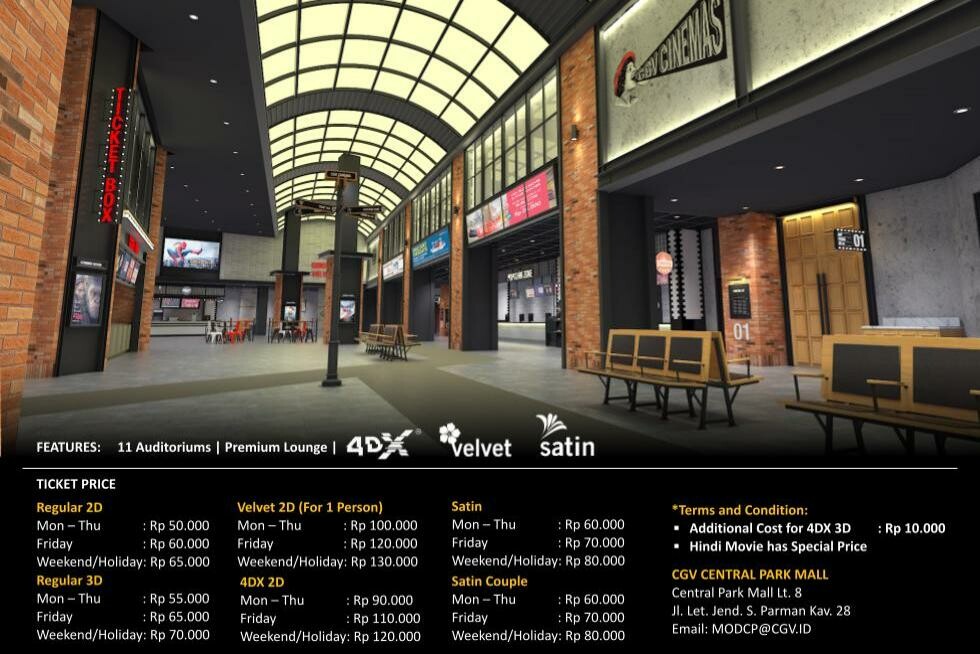 TICKET BOX
CGV CINEMAS
POPCORN ZONE
01
01
FEATURES: 11 Auditoriums | Premium Lounge | 4DX® velvet satin
TICKET PRICE
Regular 2D
Mon – Thu : Rp 50.000
Friday : Rp 60.000
Weekend/Holiday: Rp 65.000
Regular 3D
Mon – Thu : Rp 55.000
Friday : Rp 65.000
Weekend/Holiday: Rp 70.000
Velvet 2D (For 1 Person)
Mon – Thu : Rp 100.000
Friday : Rp 120.000
Weekend/Holiday: Rp 130.000
4DX 2D
Mon – Thu : Rp 90.000
Friday : Rp 110.000
Weekend/Holiday: Rp 120.000
Satin
Mon – Thu : Rp 60.000
Friday : Rp 70.000
Weekend/Holiday: Rp 80.000
Satin Couple
Mon – Thu : Rp 60.000
Friday : Rp 70.000
Weekend/Holiday: Rp 80.000
*Terms and Condition:
▪ Additional Cost for 4DX 3D : Rp 10.000
▪ Hindi Movie has Special Price
CGV CENTRAL PARK MALL
Central Park Mall Lt. 8
Jl. Let. Jend. S. Parman Kav. 28
Email: MODCP@CGV.ID